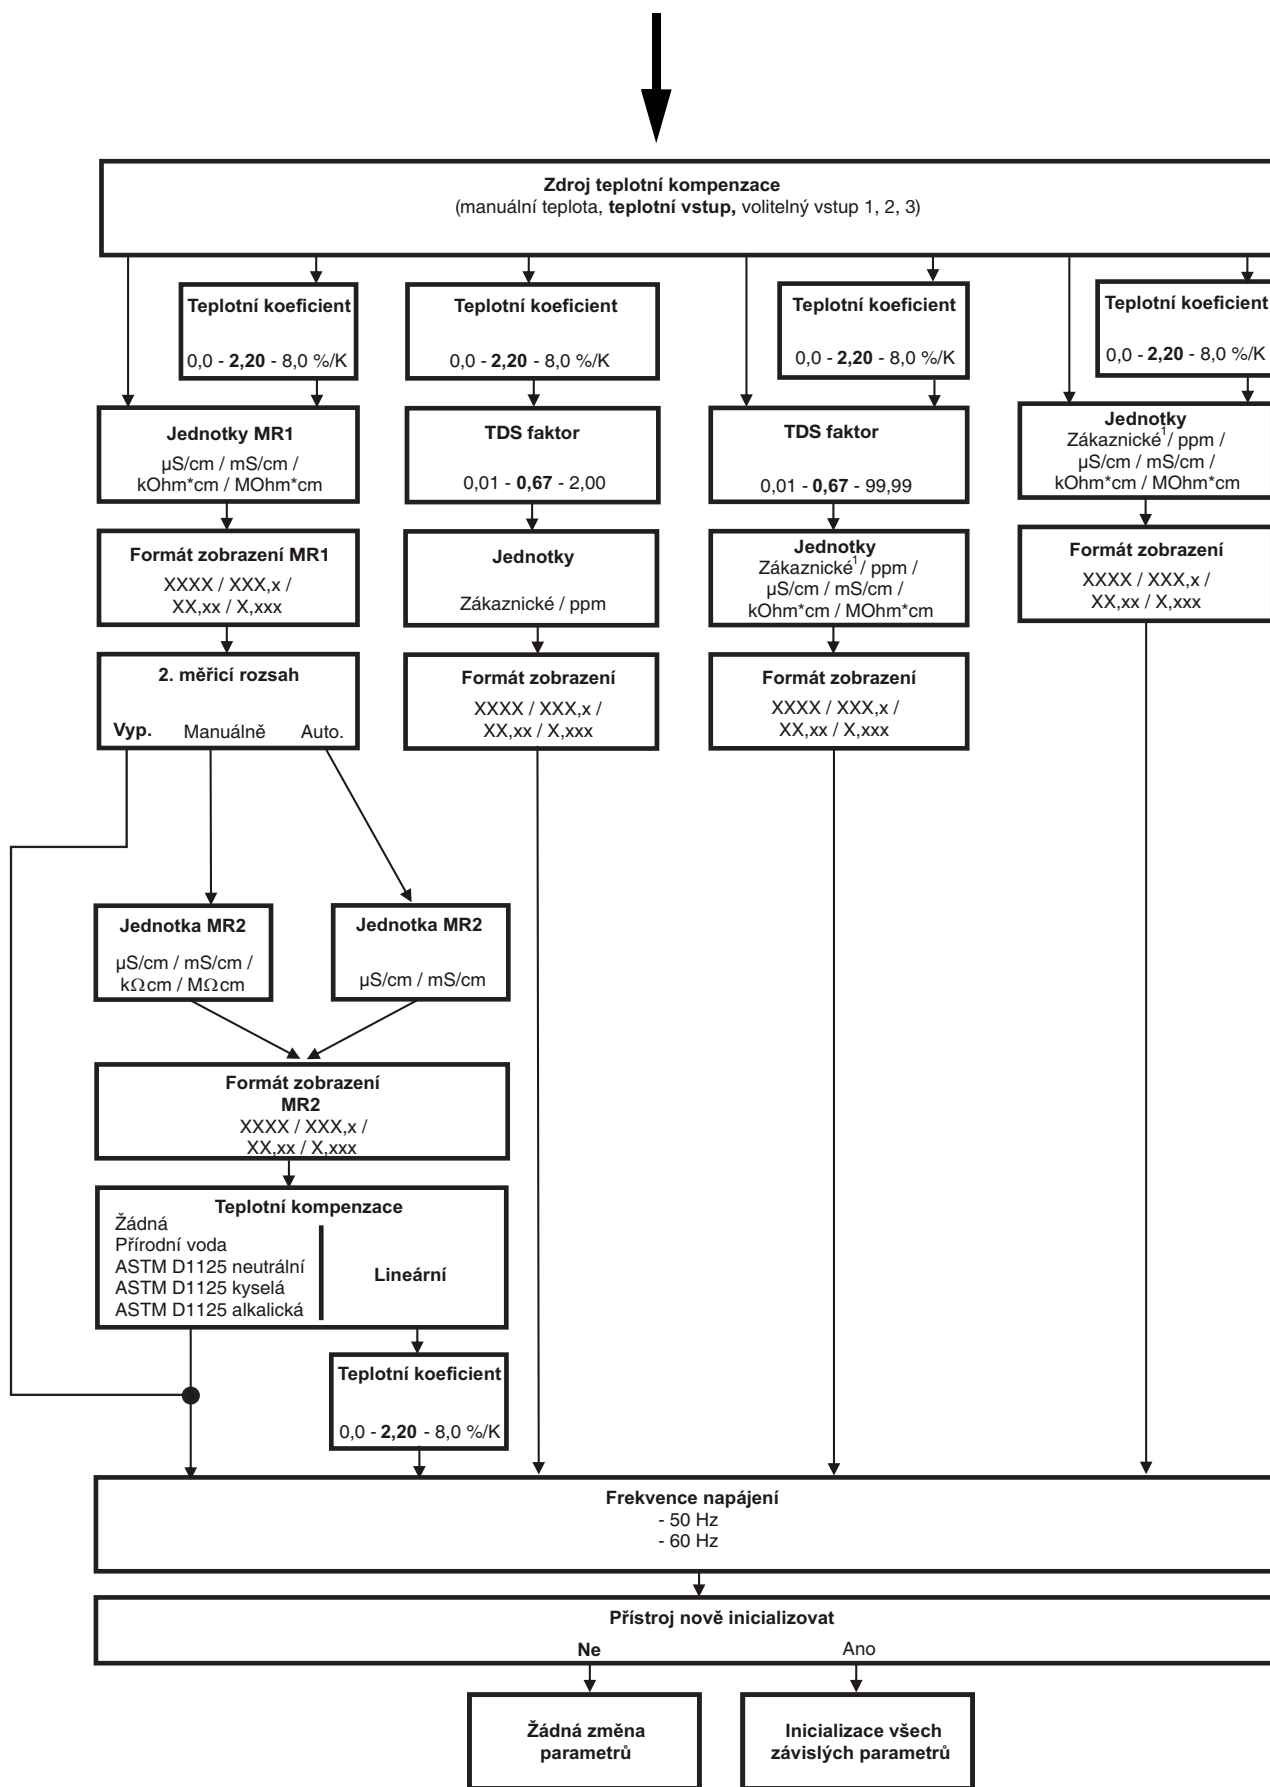 Zdroj teplotní kompenzace
(manuální teplota, teplotní vstup, volitelný vstup 1, 2, 3)
Teplotní koeficient
0,0 - 2,20 - 8,0 %/K
Teplotní koeficient
0,0 - 2,20 - 8,0 %/K
Teplotní koeficient
0,0 - 2,20 - 8,0 %/K
Teplotní koeficient
0,0 - 2,20 - 8,0 %/K
Jednotky MR1
µS/cm / mS/cm /
kOhm*cm / MOhm*cm
TDS faktor
0,01 - 0,67 - 2,00
TDS faktor
0,01 - 0,67 - 99,99
Jednotky
Zákaznické¹/ ppm /
µS/cm / mS/cm /
kOhm*cm / MOhm*cm
Formát zobrazení MR1
XXXX / XXX,x /
XX,xx / X,xxx
Jednotky
Zákaznické / ppm
Jednotky
Zákaznické¹/ ppm /
µS/cm / mS/cm /
kOhm*cm / MOhm*cm
Formát zobrazení
XXXX / XXX,x /
XX,xx / X,xxx
2. měřicí rozsah
Vyp. Manuálně Auto.
Formát zobrazení
XXXX / XXX,x /
XX,xx / X,xxx
Formát zobrazení
XXXX / XXX,x /
XX,xx / X,xxx
Jednotka MR2
µS/cm / mS/cm /
kΩcm / MΩcm
Jednotka MR2
µS/cm / mS/cm
Formát zobrazení
MR2
XXXX / XXX,x /
XX,xx / X,xxx
Teplotní kompenzace
Žádná
Přírodní voda
ASTM D1125 neutrální
ASTM D1125 kyselá
ASTM D1125 alkalická
Lineární
Teplotní koeficient
0,0 - 2,20 - 8,0 %/K
Frekvence napájení
- 50 Hz
- 60 Hz
Přístroj nově inicializovat
Ne Ano
Žádná změna
parametrů
Inicializace všech
závislých parametrů